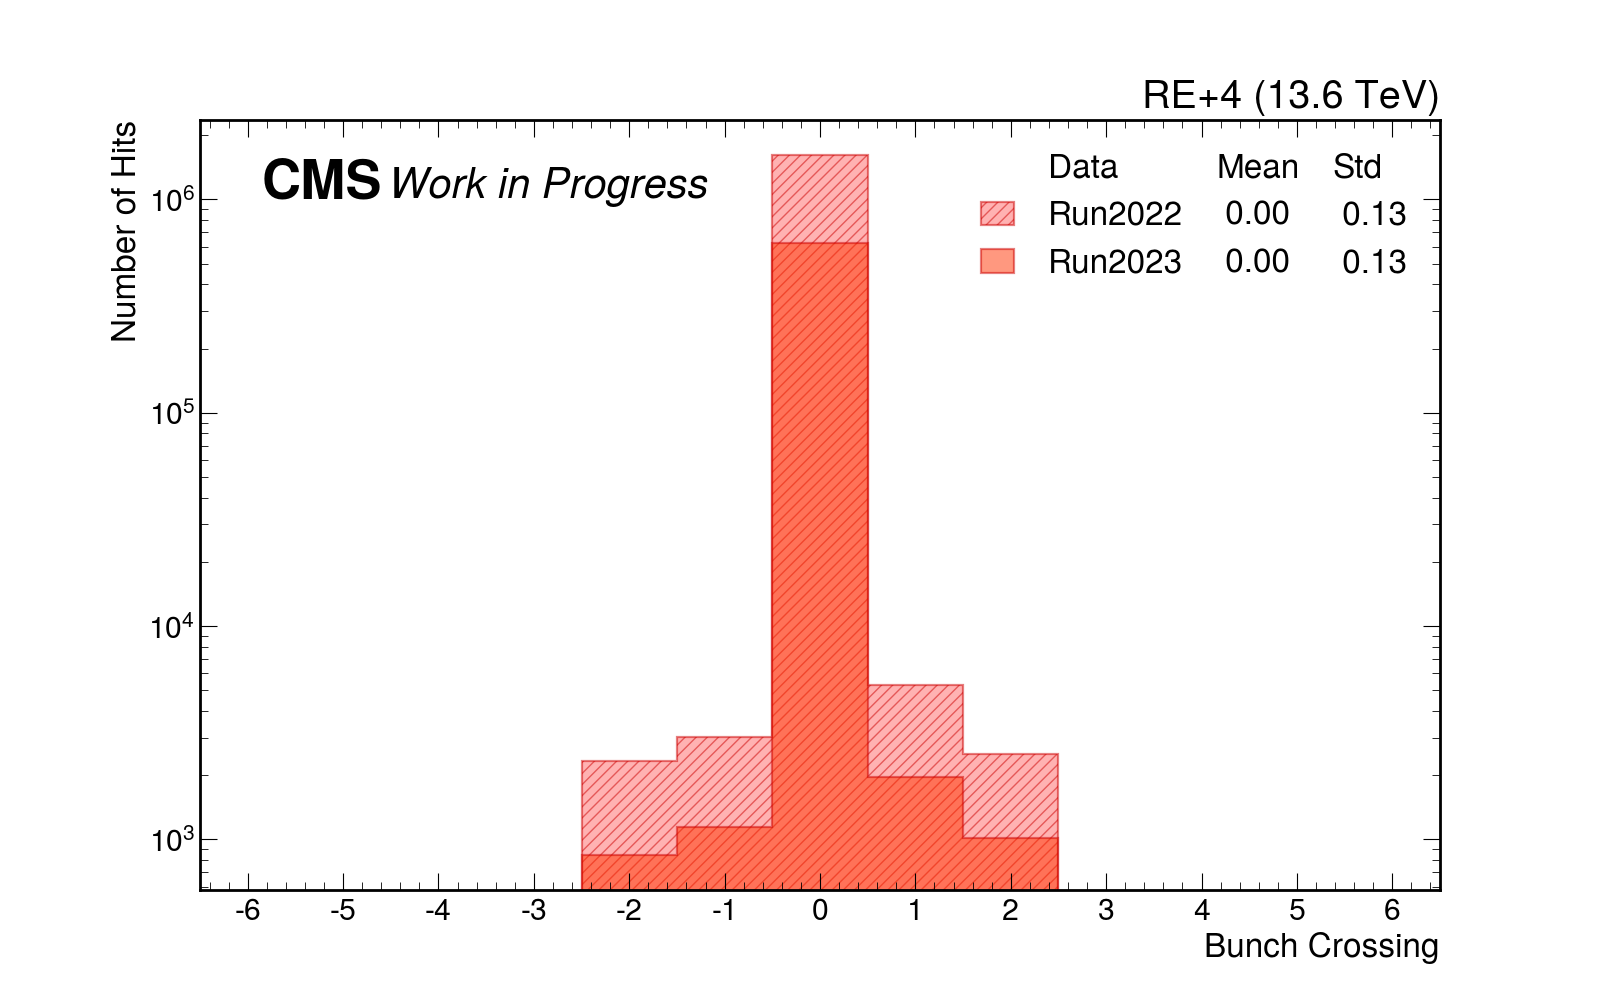 RE+4 (13.6 TeV)
Number of Hits
CMS Work in Progress
Data Mean Std
Run2022 0.00 0.13
Run2023 0.00 0.13
10⁶
10⁵
10⁴
10³
-6 -5 -4 -3 -2 -1 0 1 2 3 4 5 6
Bunch Crossing